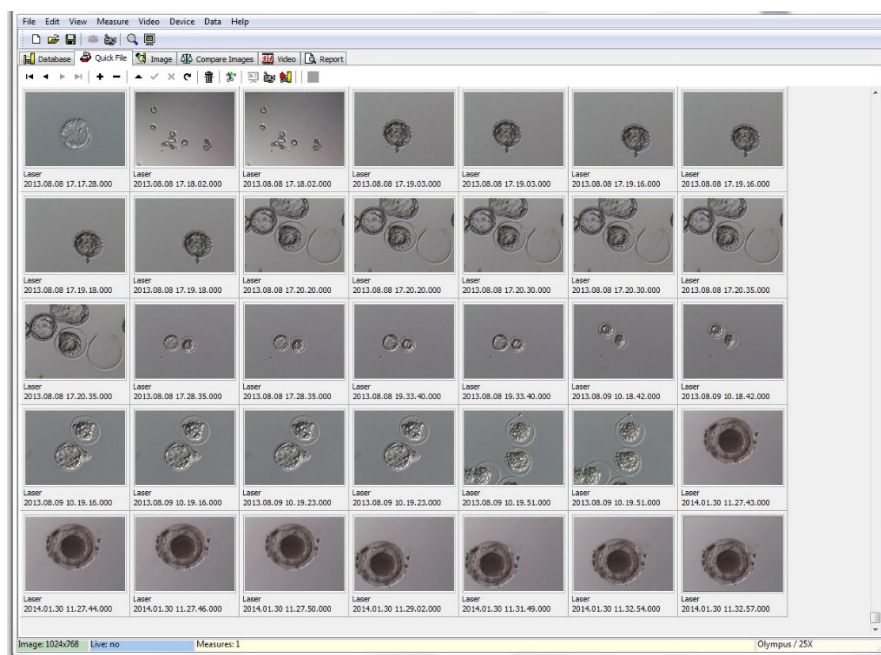 File Edit View Measure Video Device Data Help
Database Quick File Image Compare Images Video Report
Laser Laser Laser Laser Laser Laser Laser
2013.08.08 17.17.28.000 2013.08.08 17.18.02.000 2013.08.08 17.18.02.000 2013.08.08 17.19.03.000 2013.08.08 17.19.03.000 2013.08.08 17.19.16.000 2013.08.08 17.19.16.000
Laser Laser Laser Laser Laser Laser Laser
2013.08.08 17.19.18.000 2013.08.08 17.19.18.000 2013.08.08 17.20.20.000 2013.08.08 17.20.20.000 2013.08.08 17.20.30.000 2013.08.08 17.20.30.000 2013.08.08 17.20.35.000
Laser Laser Laser Laser Laser Laser Laser
2013.08.08 17.20.35.000 2013.08.08 17.28.35.000 2013.08.08 17.28.35.000 2013.08.08 19.33.40.000 2013.08.08 19.33.40.000 2013.08.09 10.18.42.000 2013.08.09 10.18.42.000
Laser Laser Laser Laser Laser Laser Laser
2013.08.09 10.19.16.000 2013.08.09 10.19.16.000 2013.08.09 10.19.23.000 2013.08.09 10.19.23.000 2013.08.09 10.19.51.000 2013.08.09 10.19.51.000 2014.01.30 11.27.43.000
Laser Laser Laser Laser Laser Laser Laser
2014.01.30 11.27.44.000 2014.01.30 11.27.46.000 2014.01.30 11.27.50.000 2014.01.30 11.29.02.000 2014.01.30 11.31.49.000 2014.01.30 11.32.54.000 2014.01.30 11.32.57.000
Image: 1024x768 Live: no Measures: 1 Olympus / 25X